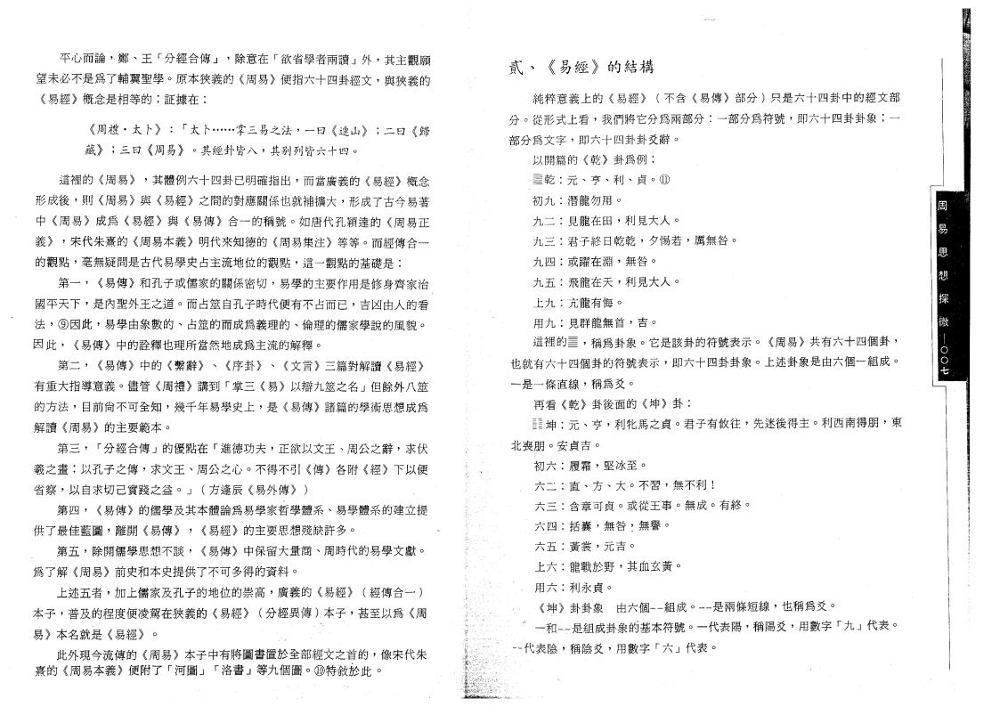 平心而論，鄭、王「分經合傳」，除意在「欲省學者兩讀」外，其主觀願
望未必不是爲了輔翼聖學。原本狹義的《周易》便指六十四卦經文，與狹義的
《易經》概念是相等的；証據在：
《周禮·太卜》：「太卜……掌三易之法，一曰《連山》；二曰《歸
藏》；三曰《周易》。其經卦皆八，其別列皆六十四。
這裡的《周易》，其體例六十四卦已明確指出，而當廣義的《易經》概念
形成後，則《周易》與《易經》之間的對應關係也就補擴大，形成了古今易著
中《周易》成爲《易經》與《易傳》合一的稱號。如唐代孔穎達的《周易正
義》，宋代朱熹的《周易本義》明代來知德的《周易集注》等等。而經傳合一
的觀點，毫無疑問是古代易學史占主流地位的觀點，這一觀點的基礎是：
第一，《易傳》和孔子或儒家的關係密切，易學的主要作用是修身齊家治
國平天下，是內聖外王之道。而占筮自孔子時代便有不占而已，吉凶由人的看
法，⑨因此，易學由象數的、占筮的而成爲義理的、倫理的儒家學說的風貌。
因此，《易傳》中的詮釋也理所當然地成爲主流的解釋。
第二，《易傳》中的《繫辭》、《序卦》、《文言》三篇對解讀《易經》
有重大指導意義。儘管《周禮》講到「掌三《易》以辯九筮之名」但餘外八筮
的方法，目前尙不可全知，幾千年易學史上，是《易傳》諸篇的學術思想成爲
解讀《周易》的主要範本。
第三，「分經合傳」的優點在「進德功夫，正欲以文王、周公之辭，求伏
羲之畫；以孔子之傳，求文王、周公之心。不得不引《傳》各附《經》下以便
省察，以自求切己實踐之益。」（方逢辰《易外傳》）
第四，《易傳》的儒學及其本體論爲易學家哲學體系、易學體系的建立提
供了最佳藍圖，離開《易傳》，《易經》的主要思想殘缺許多。
第五，除開儒學思想不談，《易傳》中保留大量商、周時代的易學文獻。
爲了解《周易》前史和本史提供了不可多得的資料。
上述五者，加上儒家及孔子的地位的崇高，廣義的《易經》（經傳合一）
本子，普及的程度便凌駕在狹義的《易經》（分經異傳）本子，甚至以爲《周
易》本名就是《易經》。
此外現今流傳的《周易》本子中有將圖書置於全部經文之首的，像宋代朱
熹的《周易本義》便附了「河圖」「洛書」等九個圖。⑩特敘於此。
貳、《易經》的結構
純粹意義上的《易經》（不含《易傳》部分）只是六十四卦中的經文部
分。從形式上看，我們將它分爲兩部分：一部分爲符號，即六十四卦卦象；一
部分爲文字，即六十四卦卦爻辭。
以開篇的《乾》卦爲例：
䷀乾：元、亨、利、貞。⑪
初九：潛龍勿用。
九二：見龍在田，利見大人。
九三：君子終日乾乾，夕惕若，厲無咎。
九四：或躍在淵，無咎。
九五：飛龍在天，利見大人。
上九：亢龍有悔。
用九：見群龍無首，吉。
這裡的䷀，稱爲卦象。它是該卦的符號表示。《周易》共有六十四個卦，
也就有六十四個卦的符號表示，即六十四卦卦象。上述卦象是由六個—組成。
—是一條直線，稱爲爻。
再看《乾》卦後面的《坤》卦：
䷁坤：元、亨，利牝馬之貞。君子有攸往，先迷後得主。利西南得朋，東
北喪朋。安貞吉。
初六：履霜，堅冰至。
六二：直、方、大。不習，無不利！
六三：含章可貞。或從王事。無成。有終。
六四：括囊，無咎，無譽。
六五：黃裳，元吉。
上六：龍戰於野，其血玄黃。
用六：利永貞。
《坤》卦卦象　由六個--組成。--是兩條短線，也稱爲爻。
—和--是組成卦象的基本符號。—代表陽，稱陽爻，用數字「九」代表。
--代表陰，稱陰爻，用數字「六」代表。
周易思想探微—〇〇七